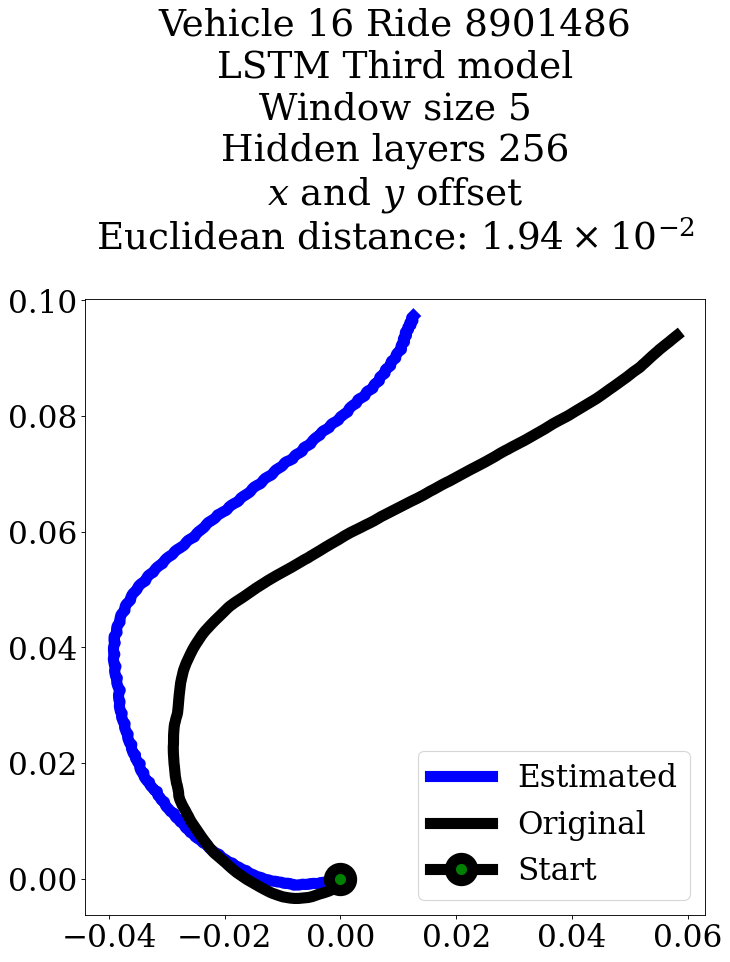 Vehicle 16 Ride 8901486
LSTM Third model
Window size 5
Hidden layers 256
x and y offset
Euclidean distance: 1.94 × 10⁻²
0.10
0.08
0.06
0.04
0.02
0.00
Estimated
Original
Start
−0.04 −0.02 0.00 0.02 0.04 0.06